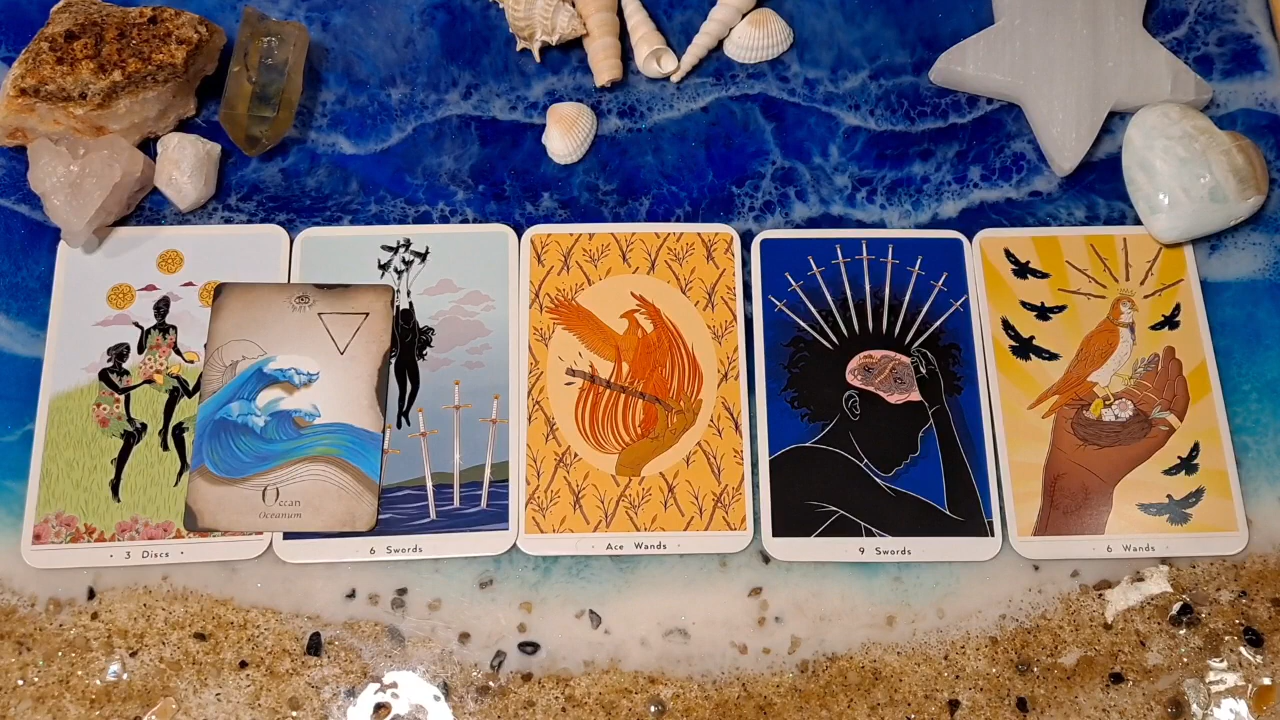 • 3 Discs •
Ocean
Oceanum
6 Swords
• Ace Wands •
9 Swords
• 6 Wands •